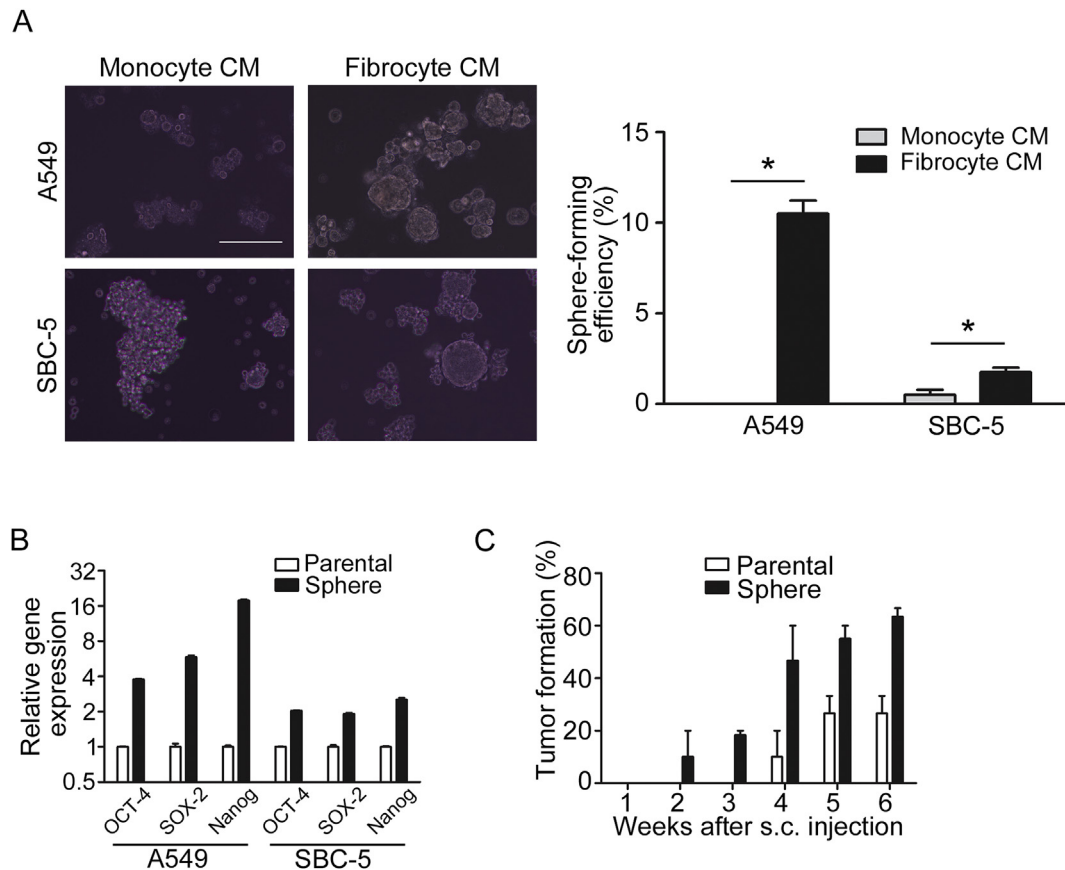 A
Monocyte CM
Fibrocyte CM
A549
SBC-5
Sphere-forming
efficiency (%)
15
10
5
0
Monocyte CM
Fibrocyte CM
*
*
A549
SBC-5
B
Relative gene
expression
32
16
8
4
2
1
0.5
Parental
Sphere
OCT-4
SOX-2
Nanog
OCT-4
SOX-2
Nanog
A549
SBC-5
C
Tumor formation (%)
80
60
40
20
0
Parental
Sphere
1 2 3 4 5 6
Weeks after s.c. injection